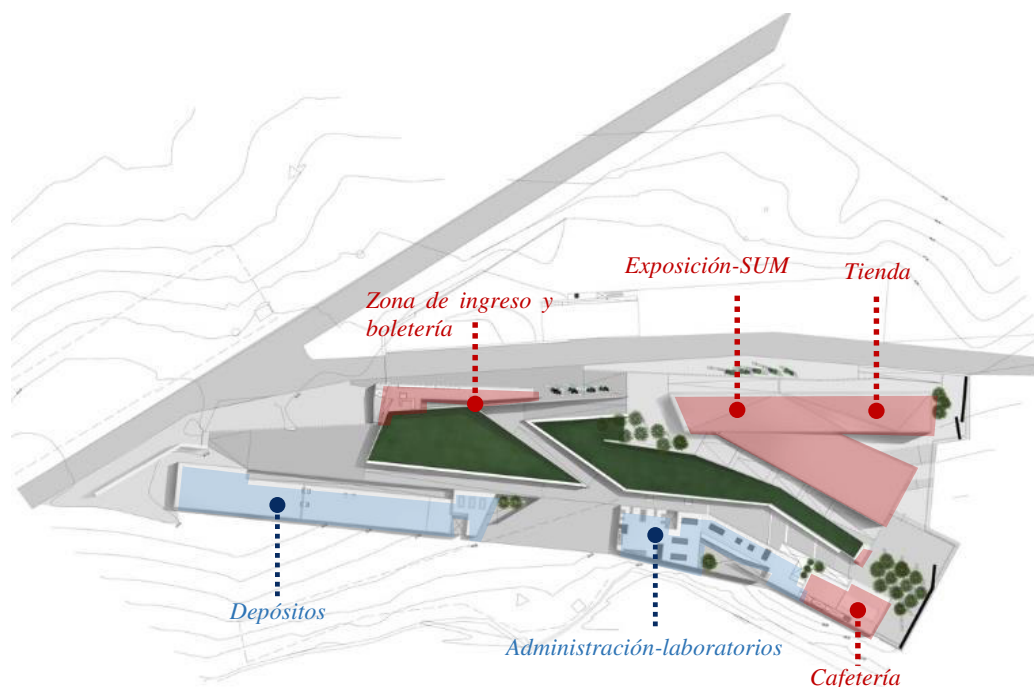 Exposición-SUM
Tienda
Zona de ingreso y
boletería
Depósitos
Administración-laboratorios
Cafetería